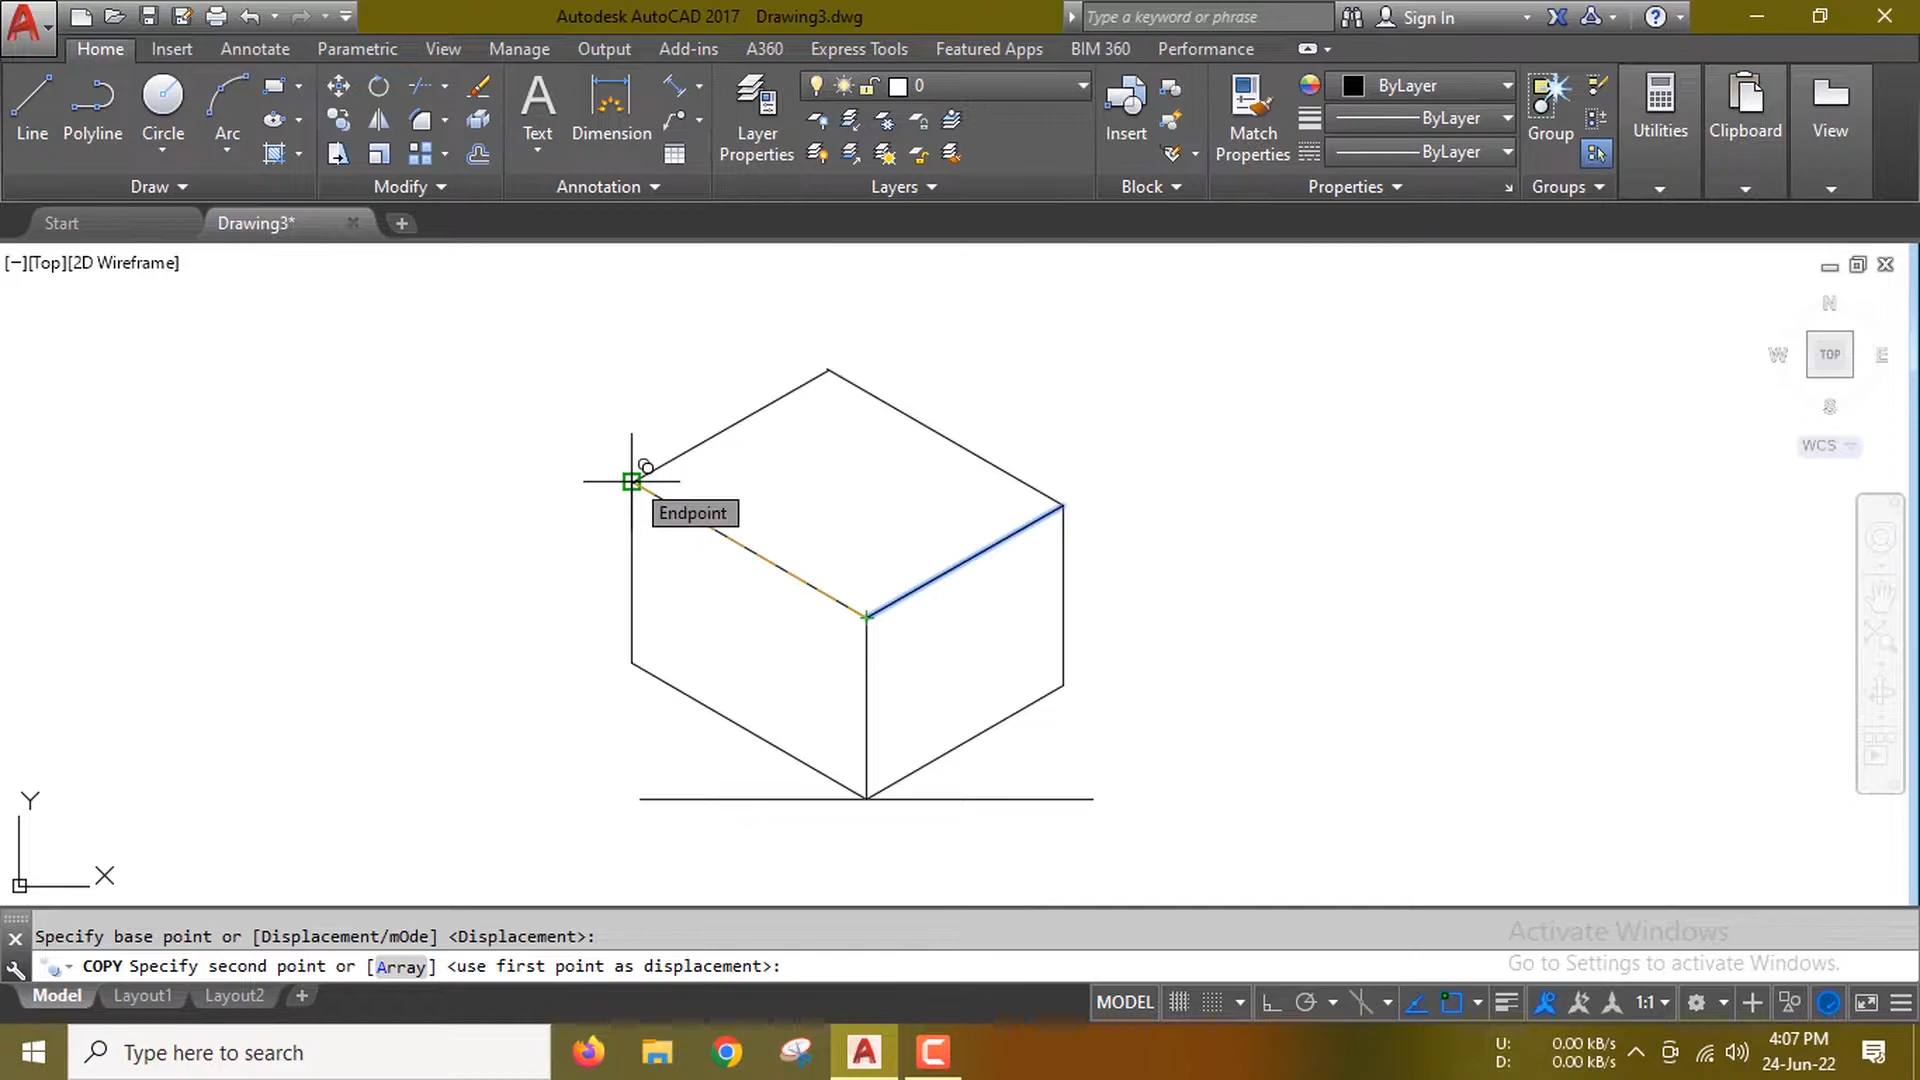 Autodesk AutoCAD 2017 Drawing3.dwg
Type a keyword or phrase
Sign In
Home Insert Annotate Parametric View Manage Output Add-ins A360 Express Tools Featured Apps BIM 360 Performance
Line Polyline Circle Arc
Text Dimension
Layer Properties
0
Insert
Match Properties
ByLayer
ByLayer
ByLayer
Group
Utilities
Clipboard
View
Draw Modify Annotation Layers Block Properties Groups
Start Drawing3*
[−][Top][2D Wireframe]
N
W TOP E
S
WCS
Endpoint
Y
X
Specify base point or [Displacement/mOde] <Displacement>:
COPY Specify second point or [Array] <use first point as displacement>:
Activate Windows
Go to Settings to activate Windows.
Model Layout1 Layout2
MODEL 1:1
Type here to search
U: 0.00 kB/s
D: 0.00 kB/s
4:07 PM
24-Jun-22